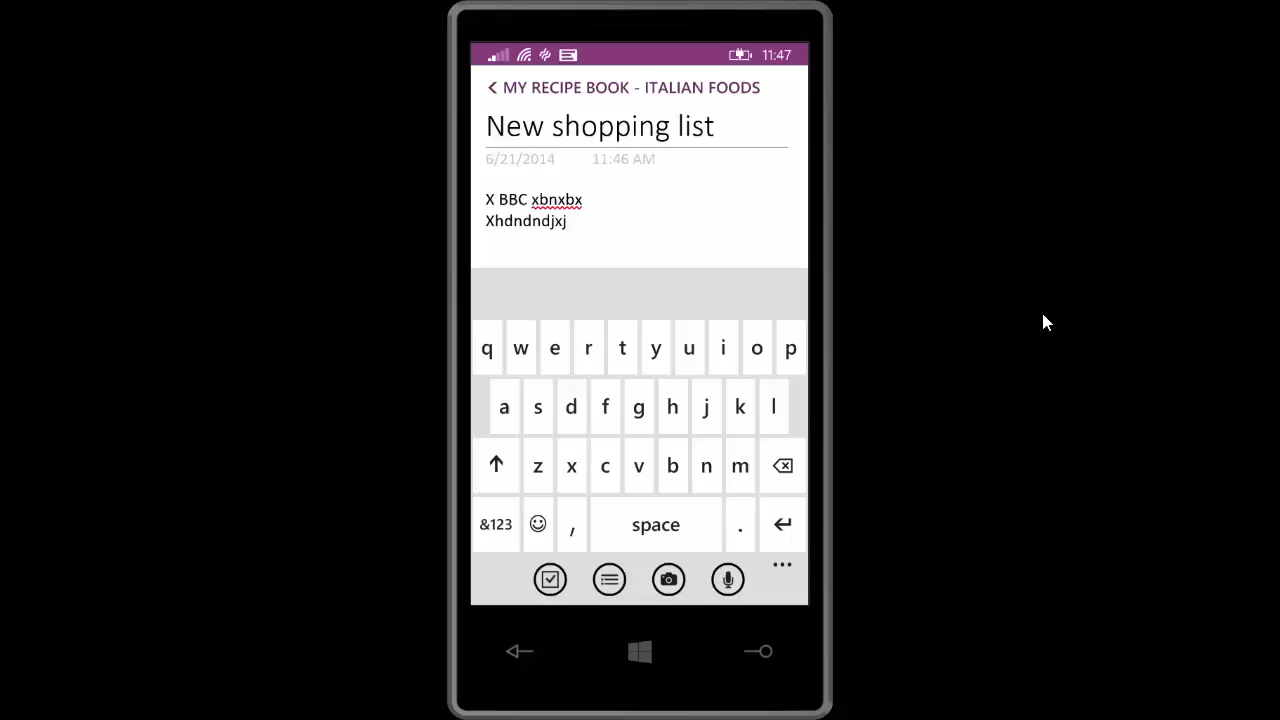 11:47
MY RECIPE BOOK - ITALIAN FOODS
New shopping list
6/21/2014 11:46 AM
X BBC xbnxbx
Xhdndndjxj
q w e r t y u i o p
a s d f g h j k l
z x c v b n m
&123 , space .